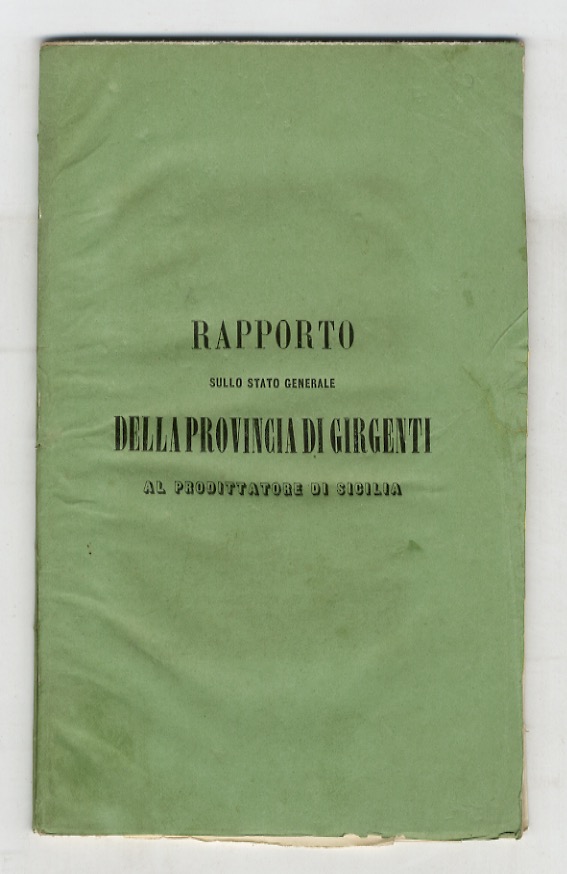 RAPPORTO
SULLO STATO GENERALE
DELLA PROVINCIA DI GIRGENTI
AL PRODITTATORE DI SICILIA